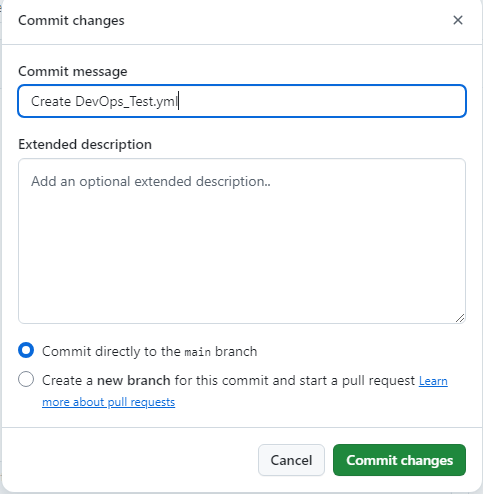 Commit changes
Commit message
Create DevOps_Test.yml
Extended description
Add an optional extended description..
Commit directly to the main branch
Create a new branch for this commit and start a pull request Learn
more about pull requests
Cancel
Commit changes